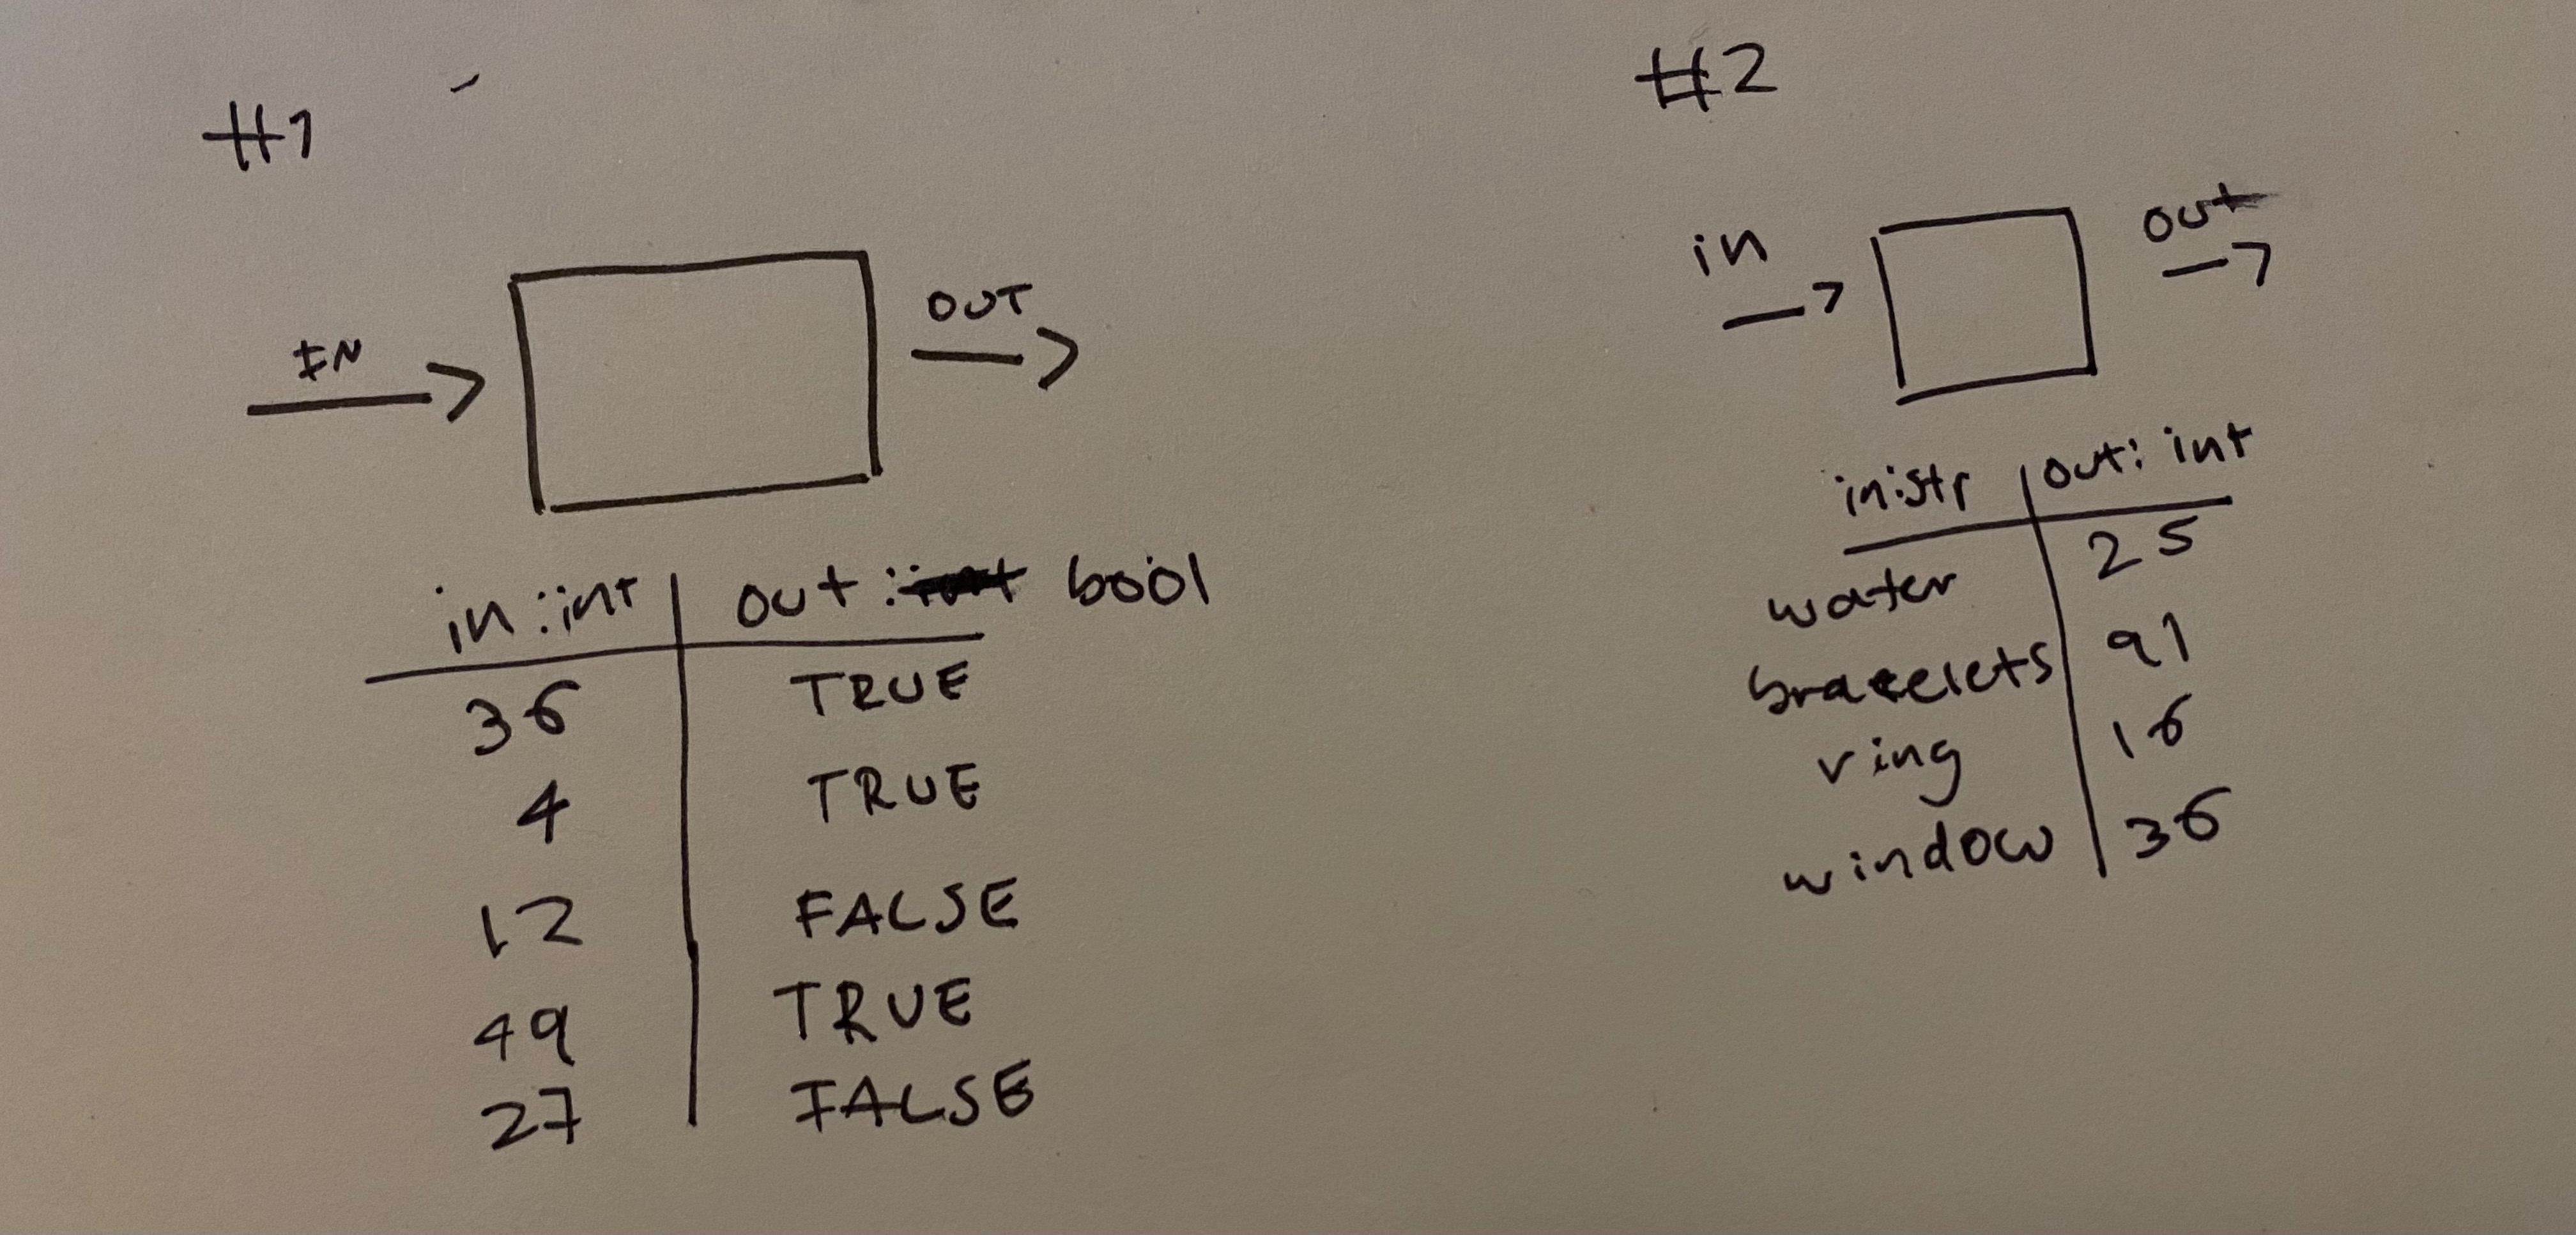 #1
IN
OUT
in:int out:int bool
36 TRUE
4 TRUE
12 FALSE
49 TRUE
27 FALSE
#2
in
out
in:str out: int
water 25
bracelets 91
ring 16
window 36